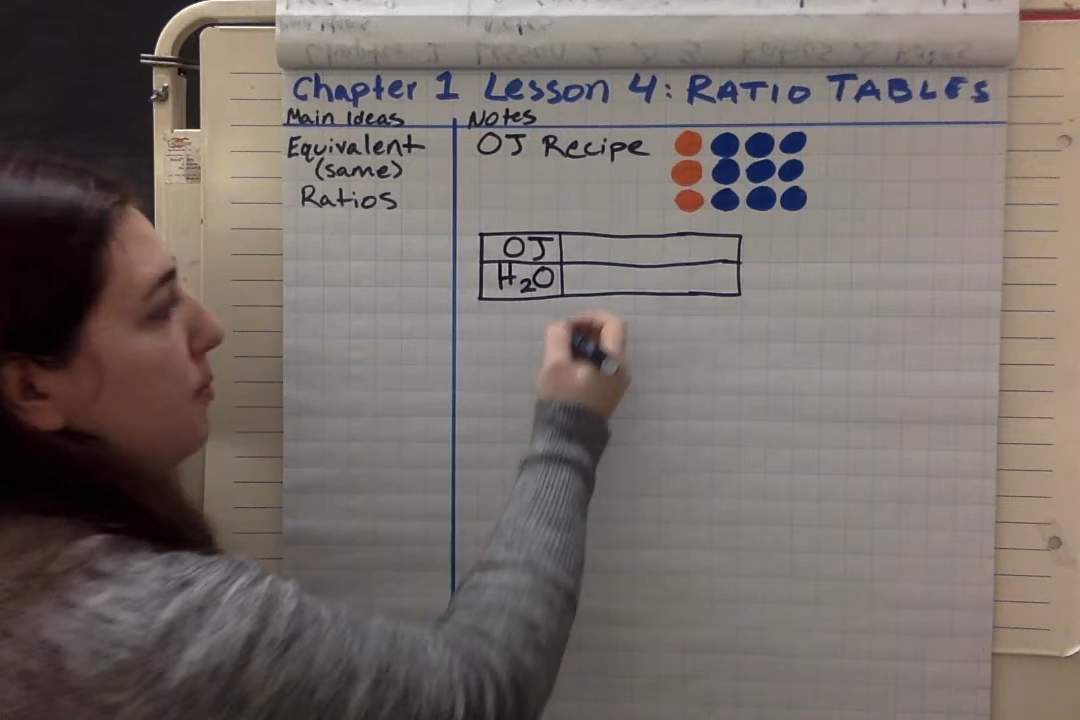 Chapter 1 Lesson 4: RATIO TABLES
Main Ideas
Notes
Equivalent
(same)
Ratios
OJ Recipe
OJ
H₂O